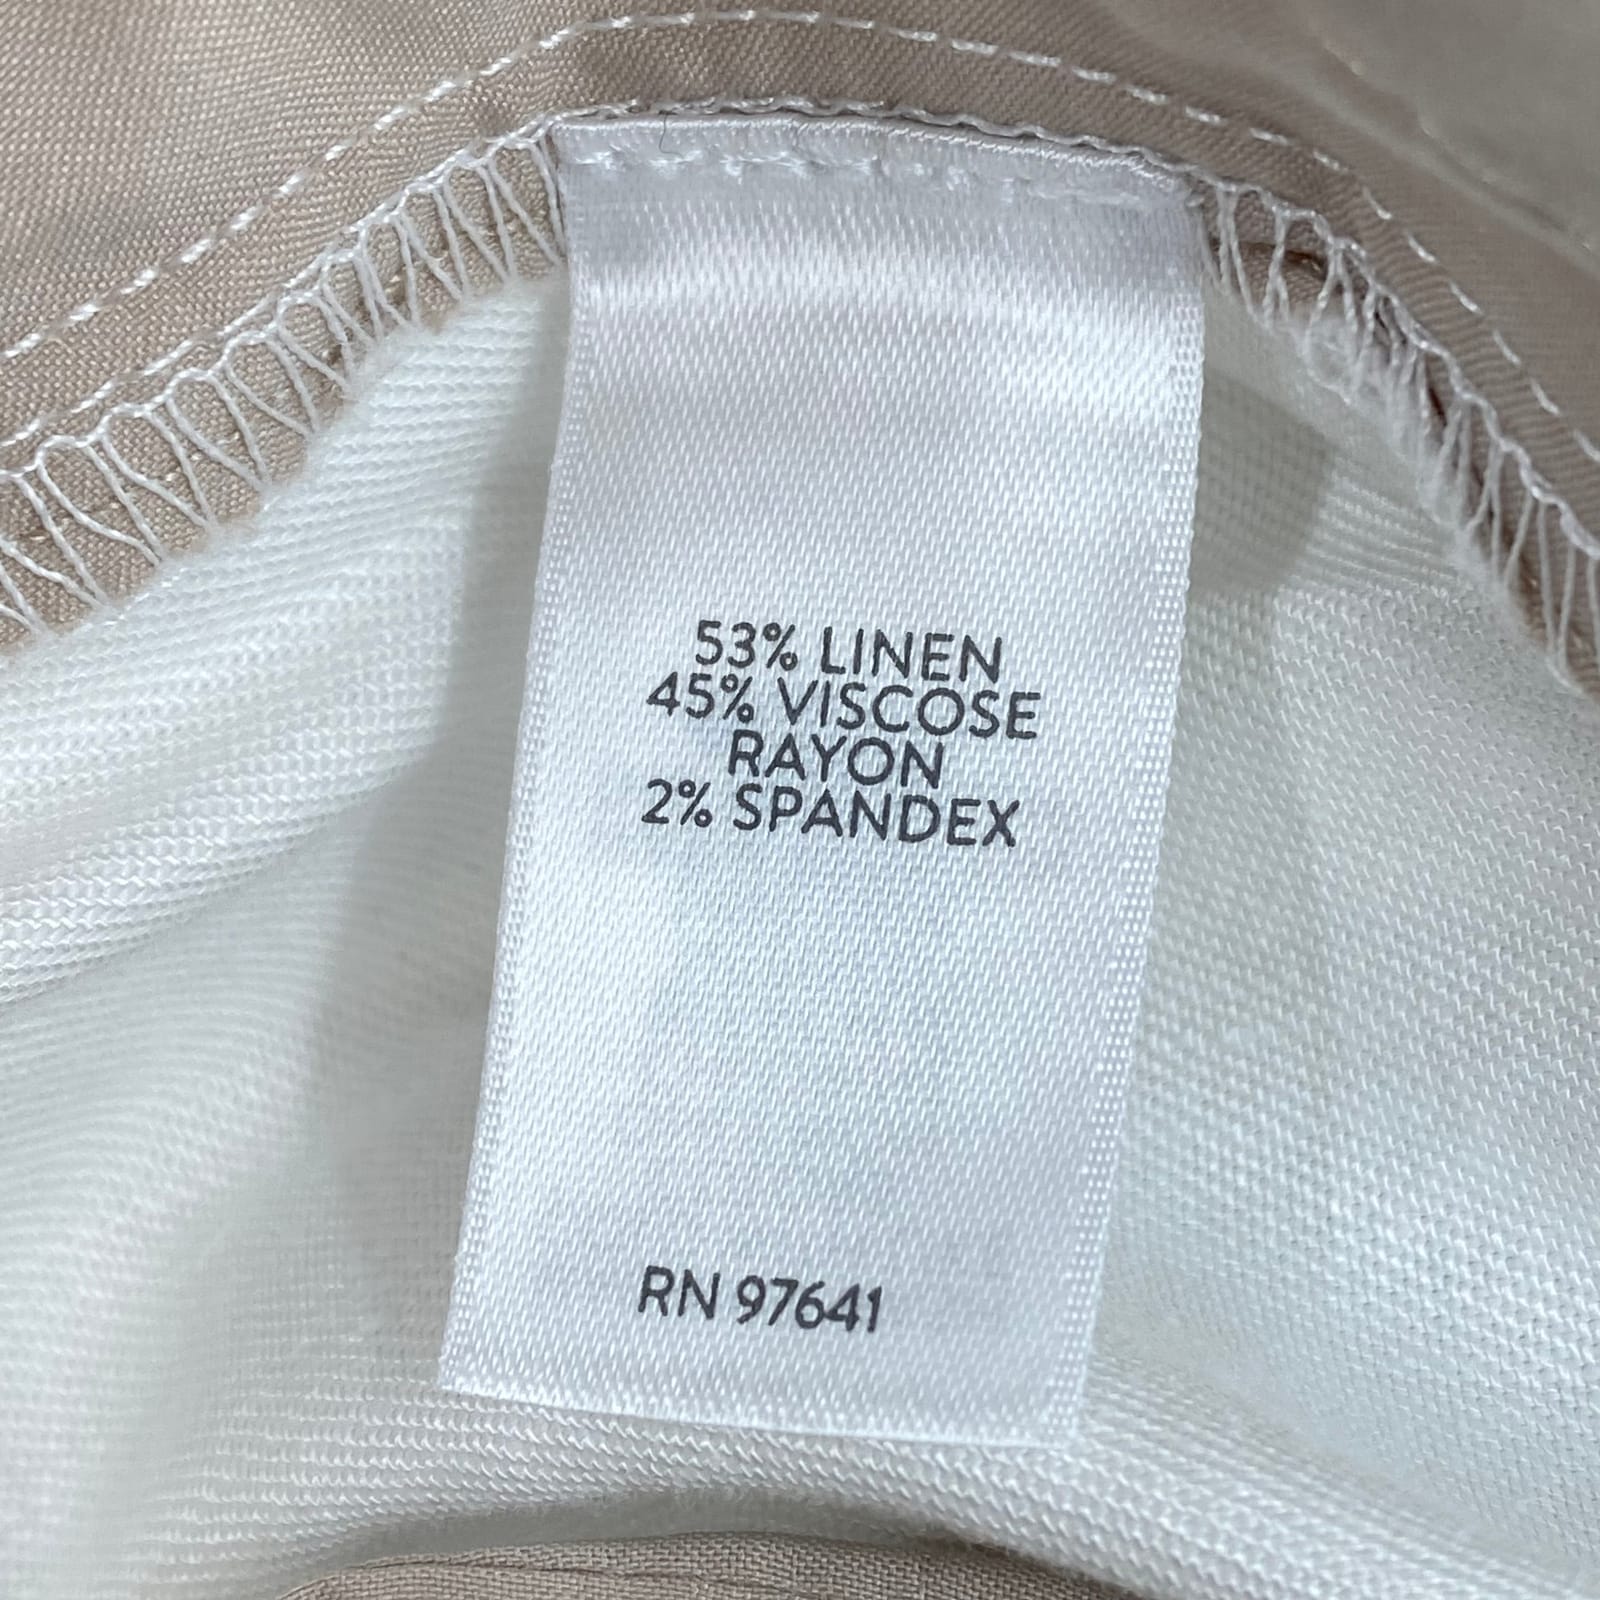 53% LINEN
45% VISCOSE
RAYON
2% SPANDEX
RN 97641